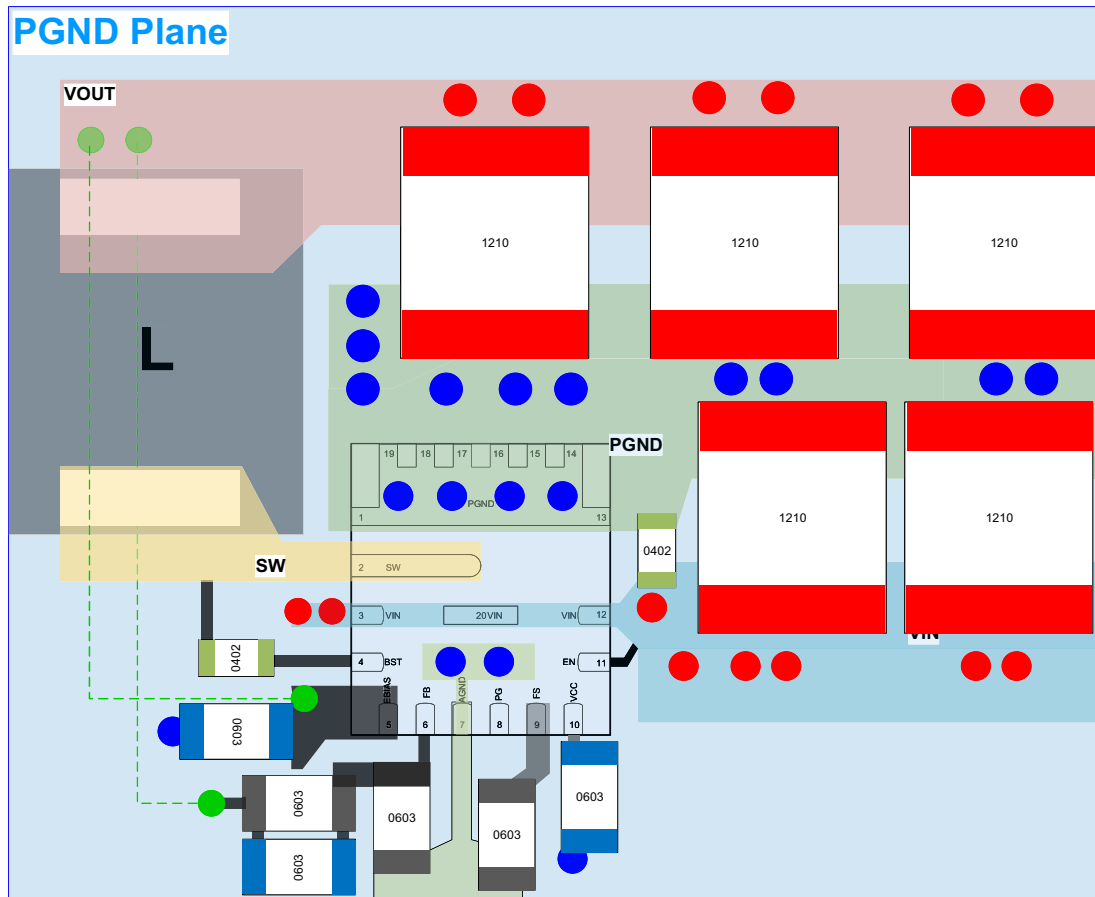 PGND Plane
VOUT
1210
1210
1210
L
PGND
19
18
17
16
15
14
PGND
1
13
1210
1210
0402
SW
2
SW
3
VIN
20VIN
VIN
12
VIN
4
BST
EN
11
0402
EBIAS
FB
AGND
PG
FS
VCC
5
6
7
8
9
10
0603
0603
0603
0603
0603
0603